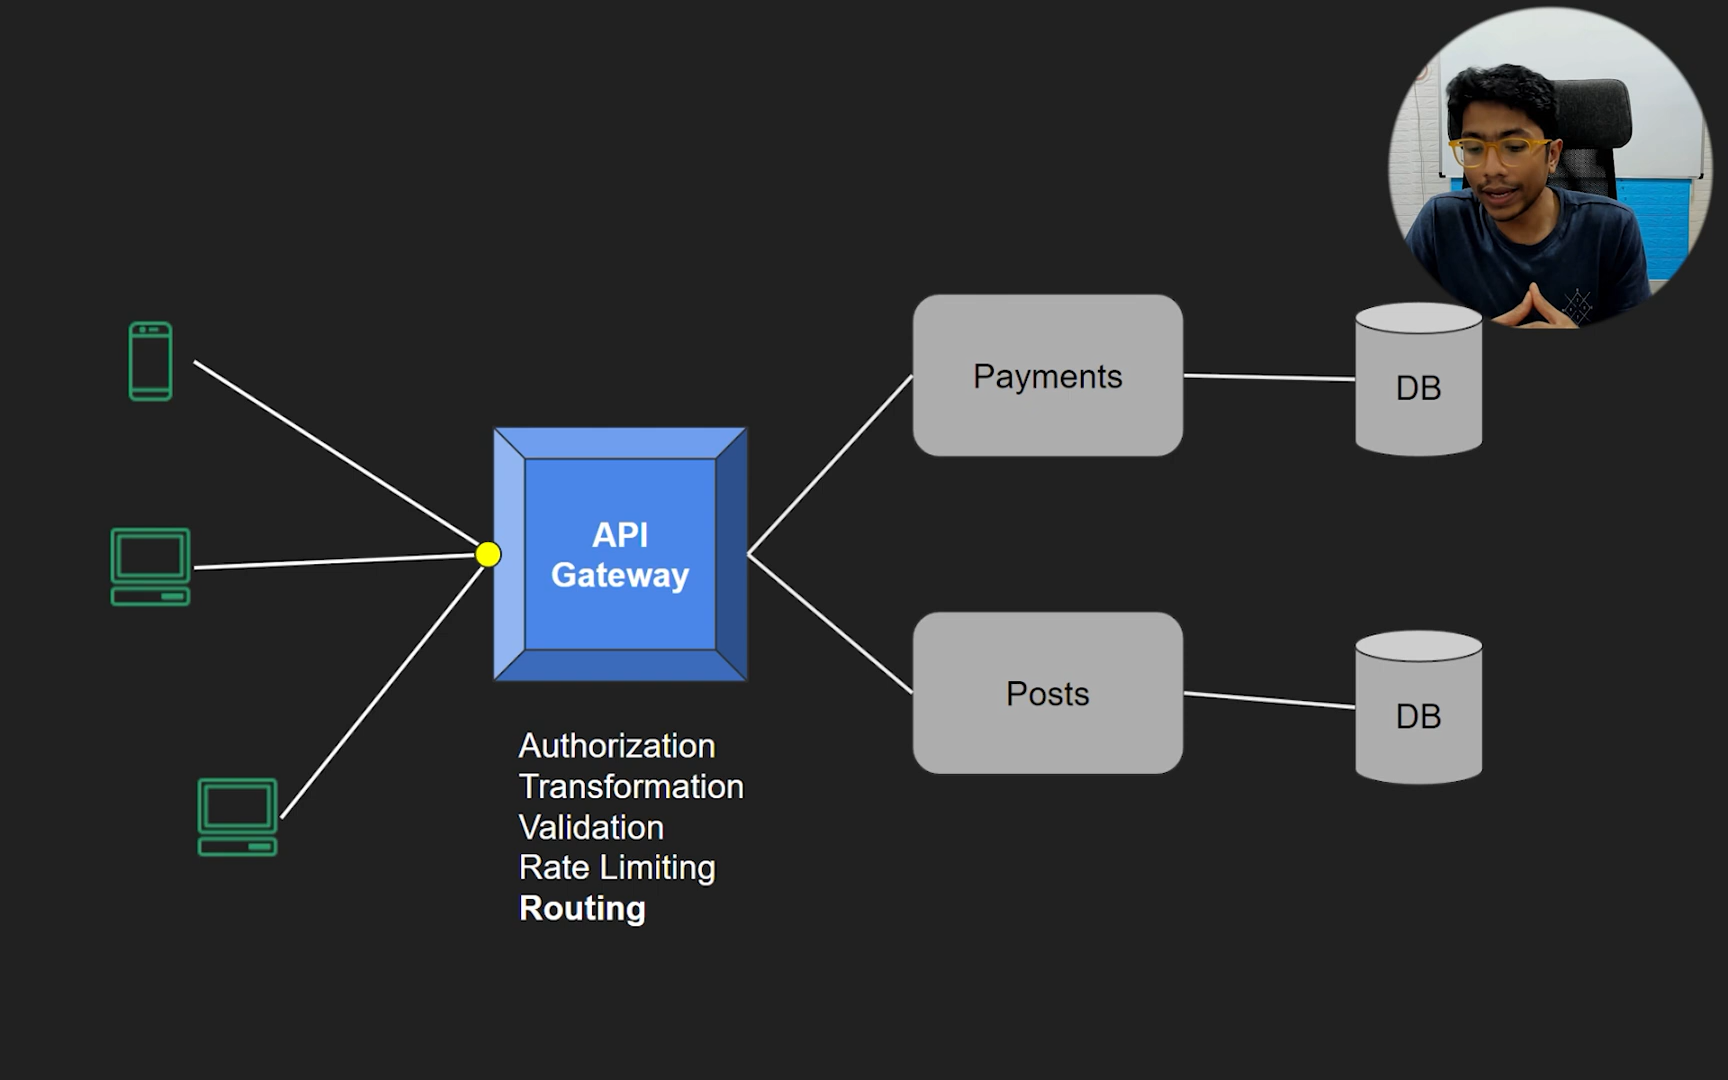 API
Gateway
Authorization
Transformation
Validation
Rate Limiting
Routing
Payments
DB
Posts
DB